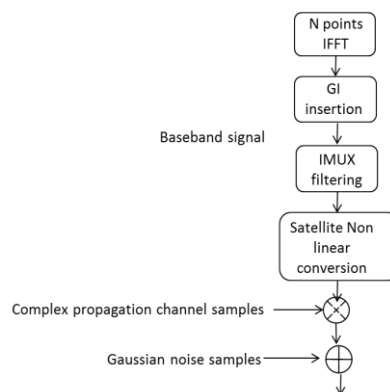 N points
IFFT
GI
insertion
Baseband signal
IMUX
filtering
Satellite Non
linear
conversion
Complex propagation channel samples
Gaussian noise samples